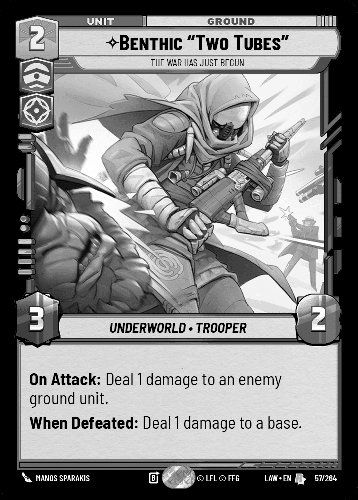 UNIT
GROUND
2
✧BENTHIC “TWO TUBES”
THE WAR HAS JUST BEGUN
3
2
UNDERWORLD • TROOPER
On Attack: Deal 1 damage to an enemy
ground unit.
When Defeated: Deal 1 damage to a base.
MANOS SPARAKIS
© LFL © FFG
LAW • EN
57/264